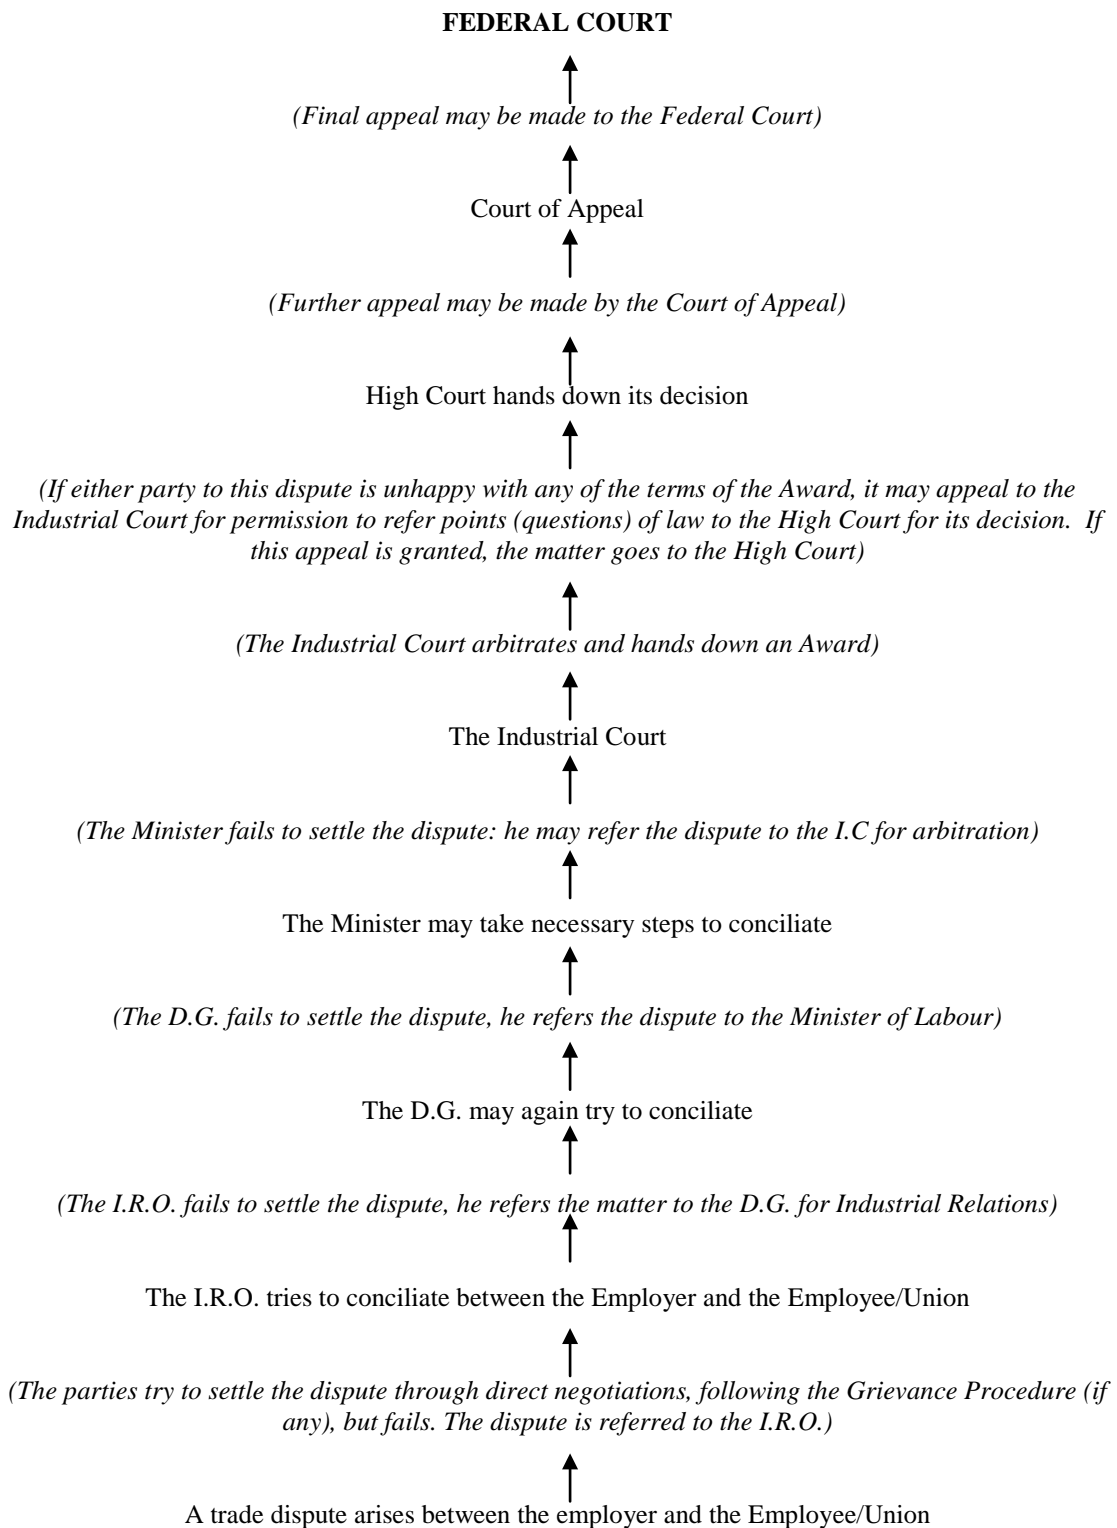 FEDERAL COURT
(Final appeal may be made to the Federal Court)
Court of Appeal
(Further appeal may be made by the Court of Appeal)
High Court hands down its decision
(If either party to this dispute is unhappy with any of the terms of the Award, it may appeal to the
Industrial Court for permission to refer points (questions) of law to the High Court for its decision. If
this appeal is granted, the matter goes to the High Court)
(The Industrial Court arbitrates and hands down an Award)
The Industrial Court
(The Minister fails to settle the dispute: he may refer the dispute to the I.C for arbitration)
The Minister may take necessary steps to conciliate
(The D.G. fails to settle the dispute, he refers the dispute to the Minister of Labour)
The D.G. may again try to conciliate
(The I.R.O. fails to settle the dispute, he refers the matter to the D.G. for Industrial Relations)
The I.R.O. tries to conciliate between the Employer and the Employee/Union
(The parties try to settle the dispute through direct negotiations, following the Grievance Procedure (if
any), but fails. The dispute is referred to the I.R.O.)
A trade dispute arises between the employer and the Employee/Union